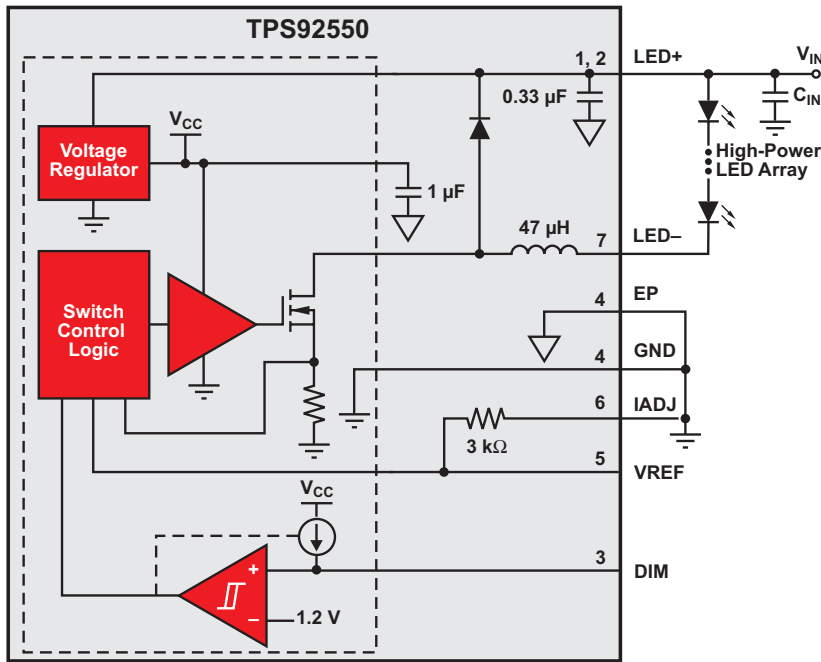 TPS92550
1, 2
LED+
VIN
0.33 µF
CIN
VCC
Voltage
Regulator
High-Power
LED Array
1 µF
47 µH
7
LED–
4
EP
Switch
Control
Logic
4
GND
6
IADJ
3 kΩ
5
VREF
VCC
3
DIM
+
–
1.2 V